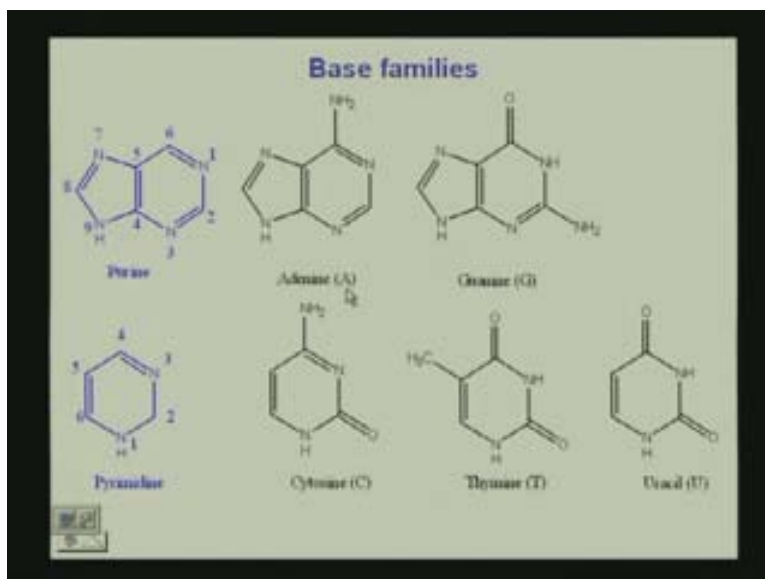 Base families
NH₂
O
7
5
6
N
N
1
8
4
2
9
N
H
N
3
N
N
N
H
N
N
NH
N
H
N
NH₂
Purine
Adenine (A)
Guanine (G)
NH₂
O
O
4
5
3
N
6
2
N
H
1
N
N
H
O
H₃C
NH
N
H
O
NH
N
H
O
Pyrimidine
Cytosine (C)
Thymine (T)
Uracil (U)